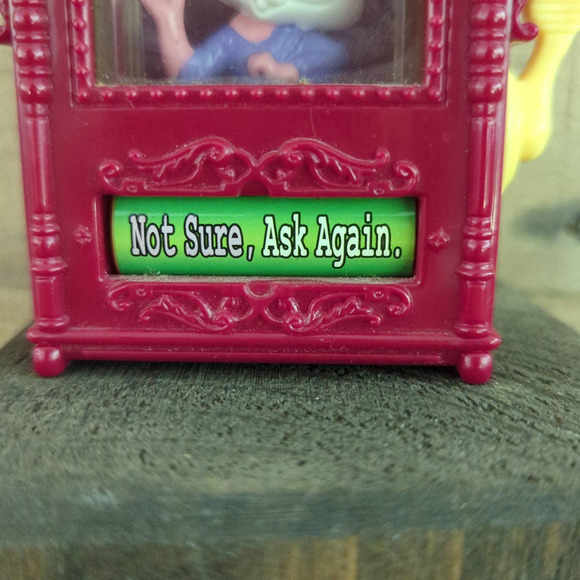 Not Sure, Ask Again.